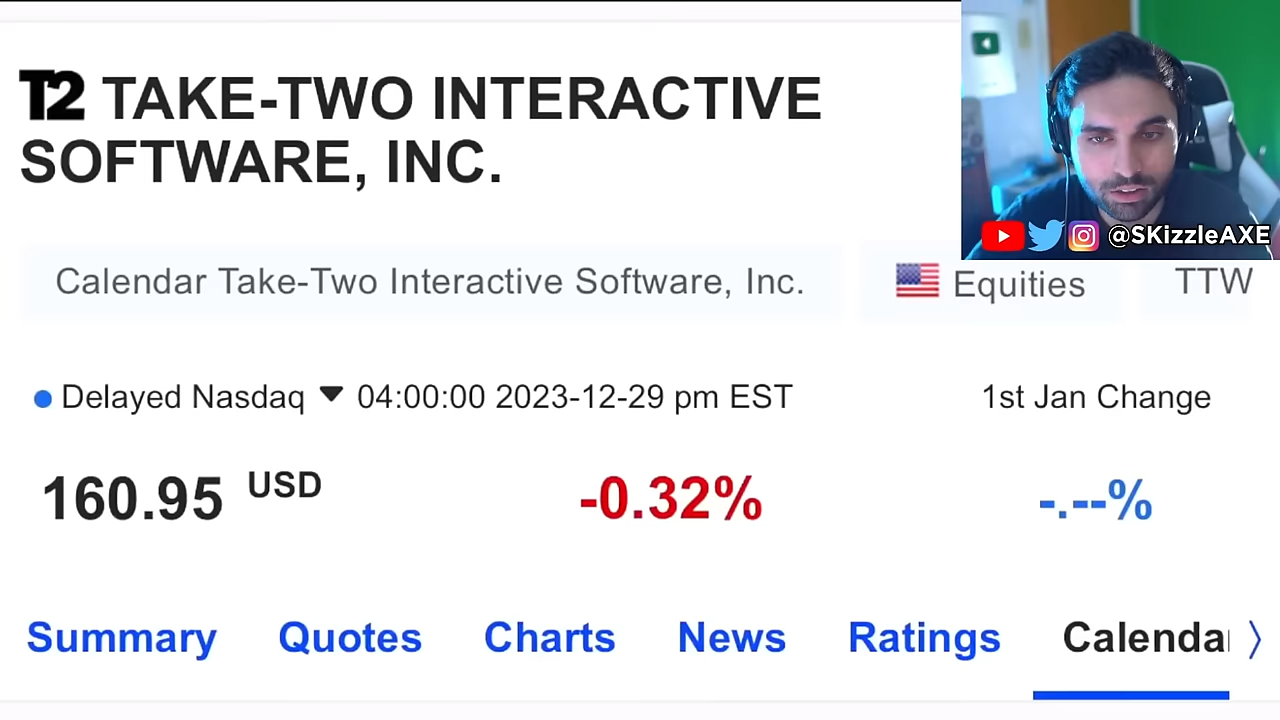 T2 TAKE-TWO INTERACTIVE
SOFTWARE, INC.
@SKizzleAXE
Calendar Take-Two Interactive Software, Inc.
Equities
TTW
Delayed Nasdaq 04:00:00 2023-12-29 pm EST
1st Jan Change
160.95 USD
-0.32%
-.--%
Summary Quotes Charts News Ratings Calendar